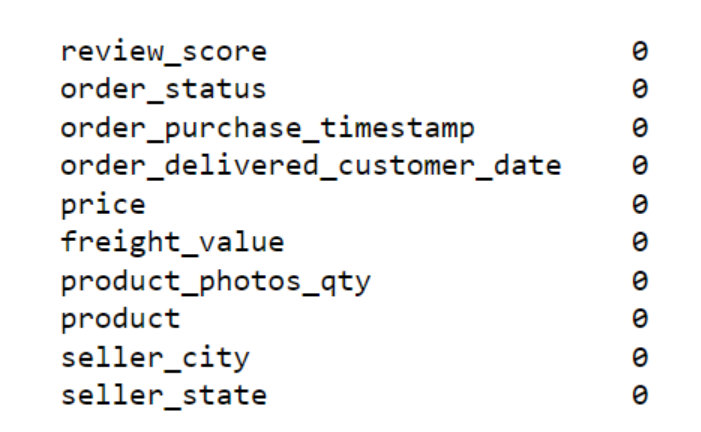 review_score 0
order_status 0
order_purchase_timestamp 0
order_delivered_customer_date 0
price 0
freight_value 0
product_photos_qty 0
product 0
seller_city 0
seller_state 0